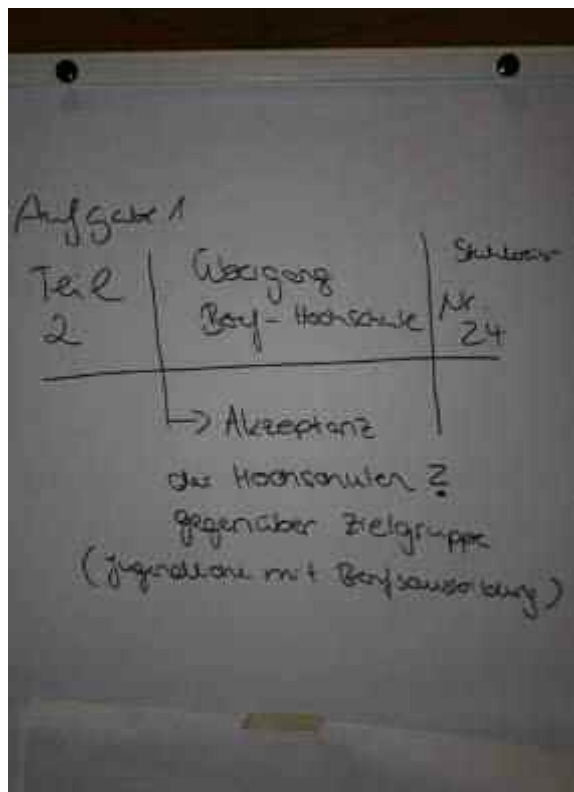 Aufgabe 1
Teil
2
Übergang
Beruf-Hochschule
Nr.
24
-> Akzeptanz
der Hochschulen ?
gegenüber Zielgruppe
(Jugendliche mit Berufsausbildung)